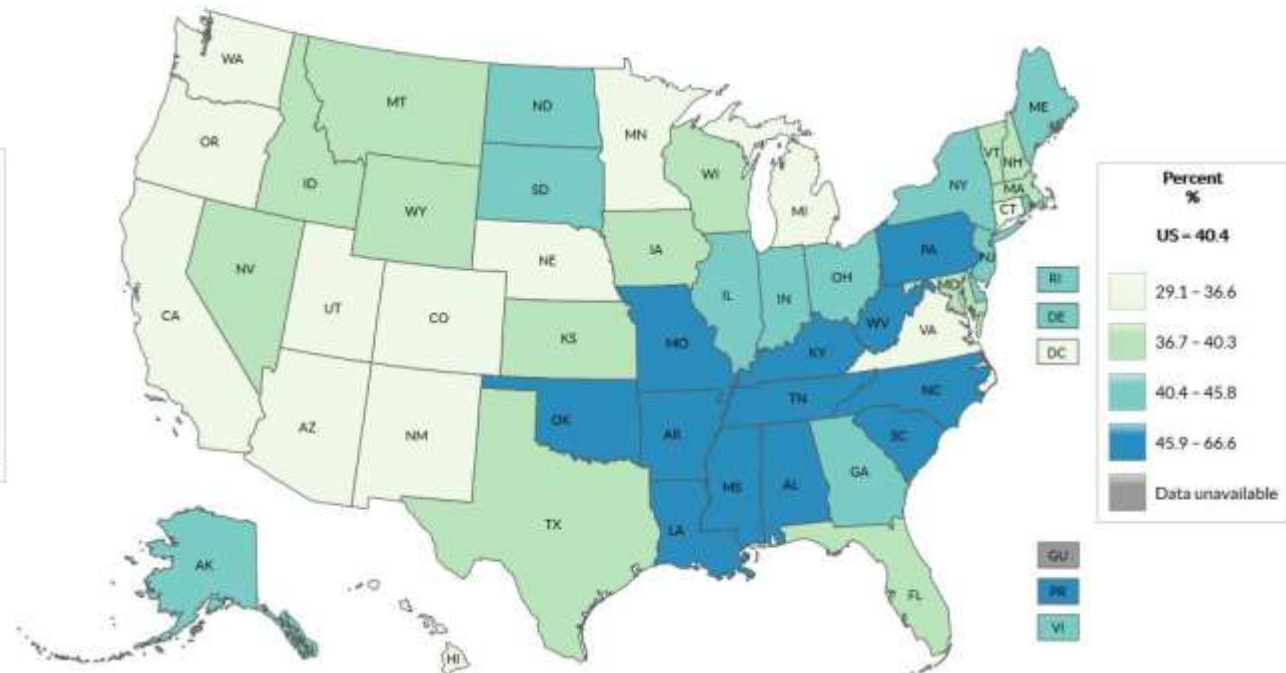 WA
MT
ND
MN
ME
OR
ID
SD
WI
VT
NH
NY
MA
CT
WY
MI
IA
NE
PA
NJ
NV
UT
CO
IL
IN
OH
MD
CA
KS
MO
WV
VA
KY
AZ
NM
OK
AR
TN
NC
SC
MS
AL
GA
TX
LA
FL
AK
HI
RI
DE
DC
GU
PR
VI
Percent
%
US = 40.4
29.1 – 36.6
36.7 – 40.3
40.4 – 45.8
45.9 – 66.6
Data unavailable